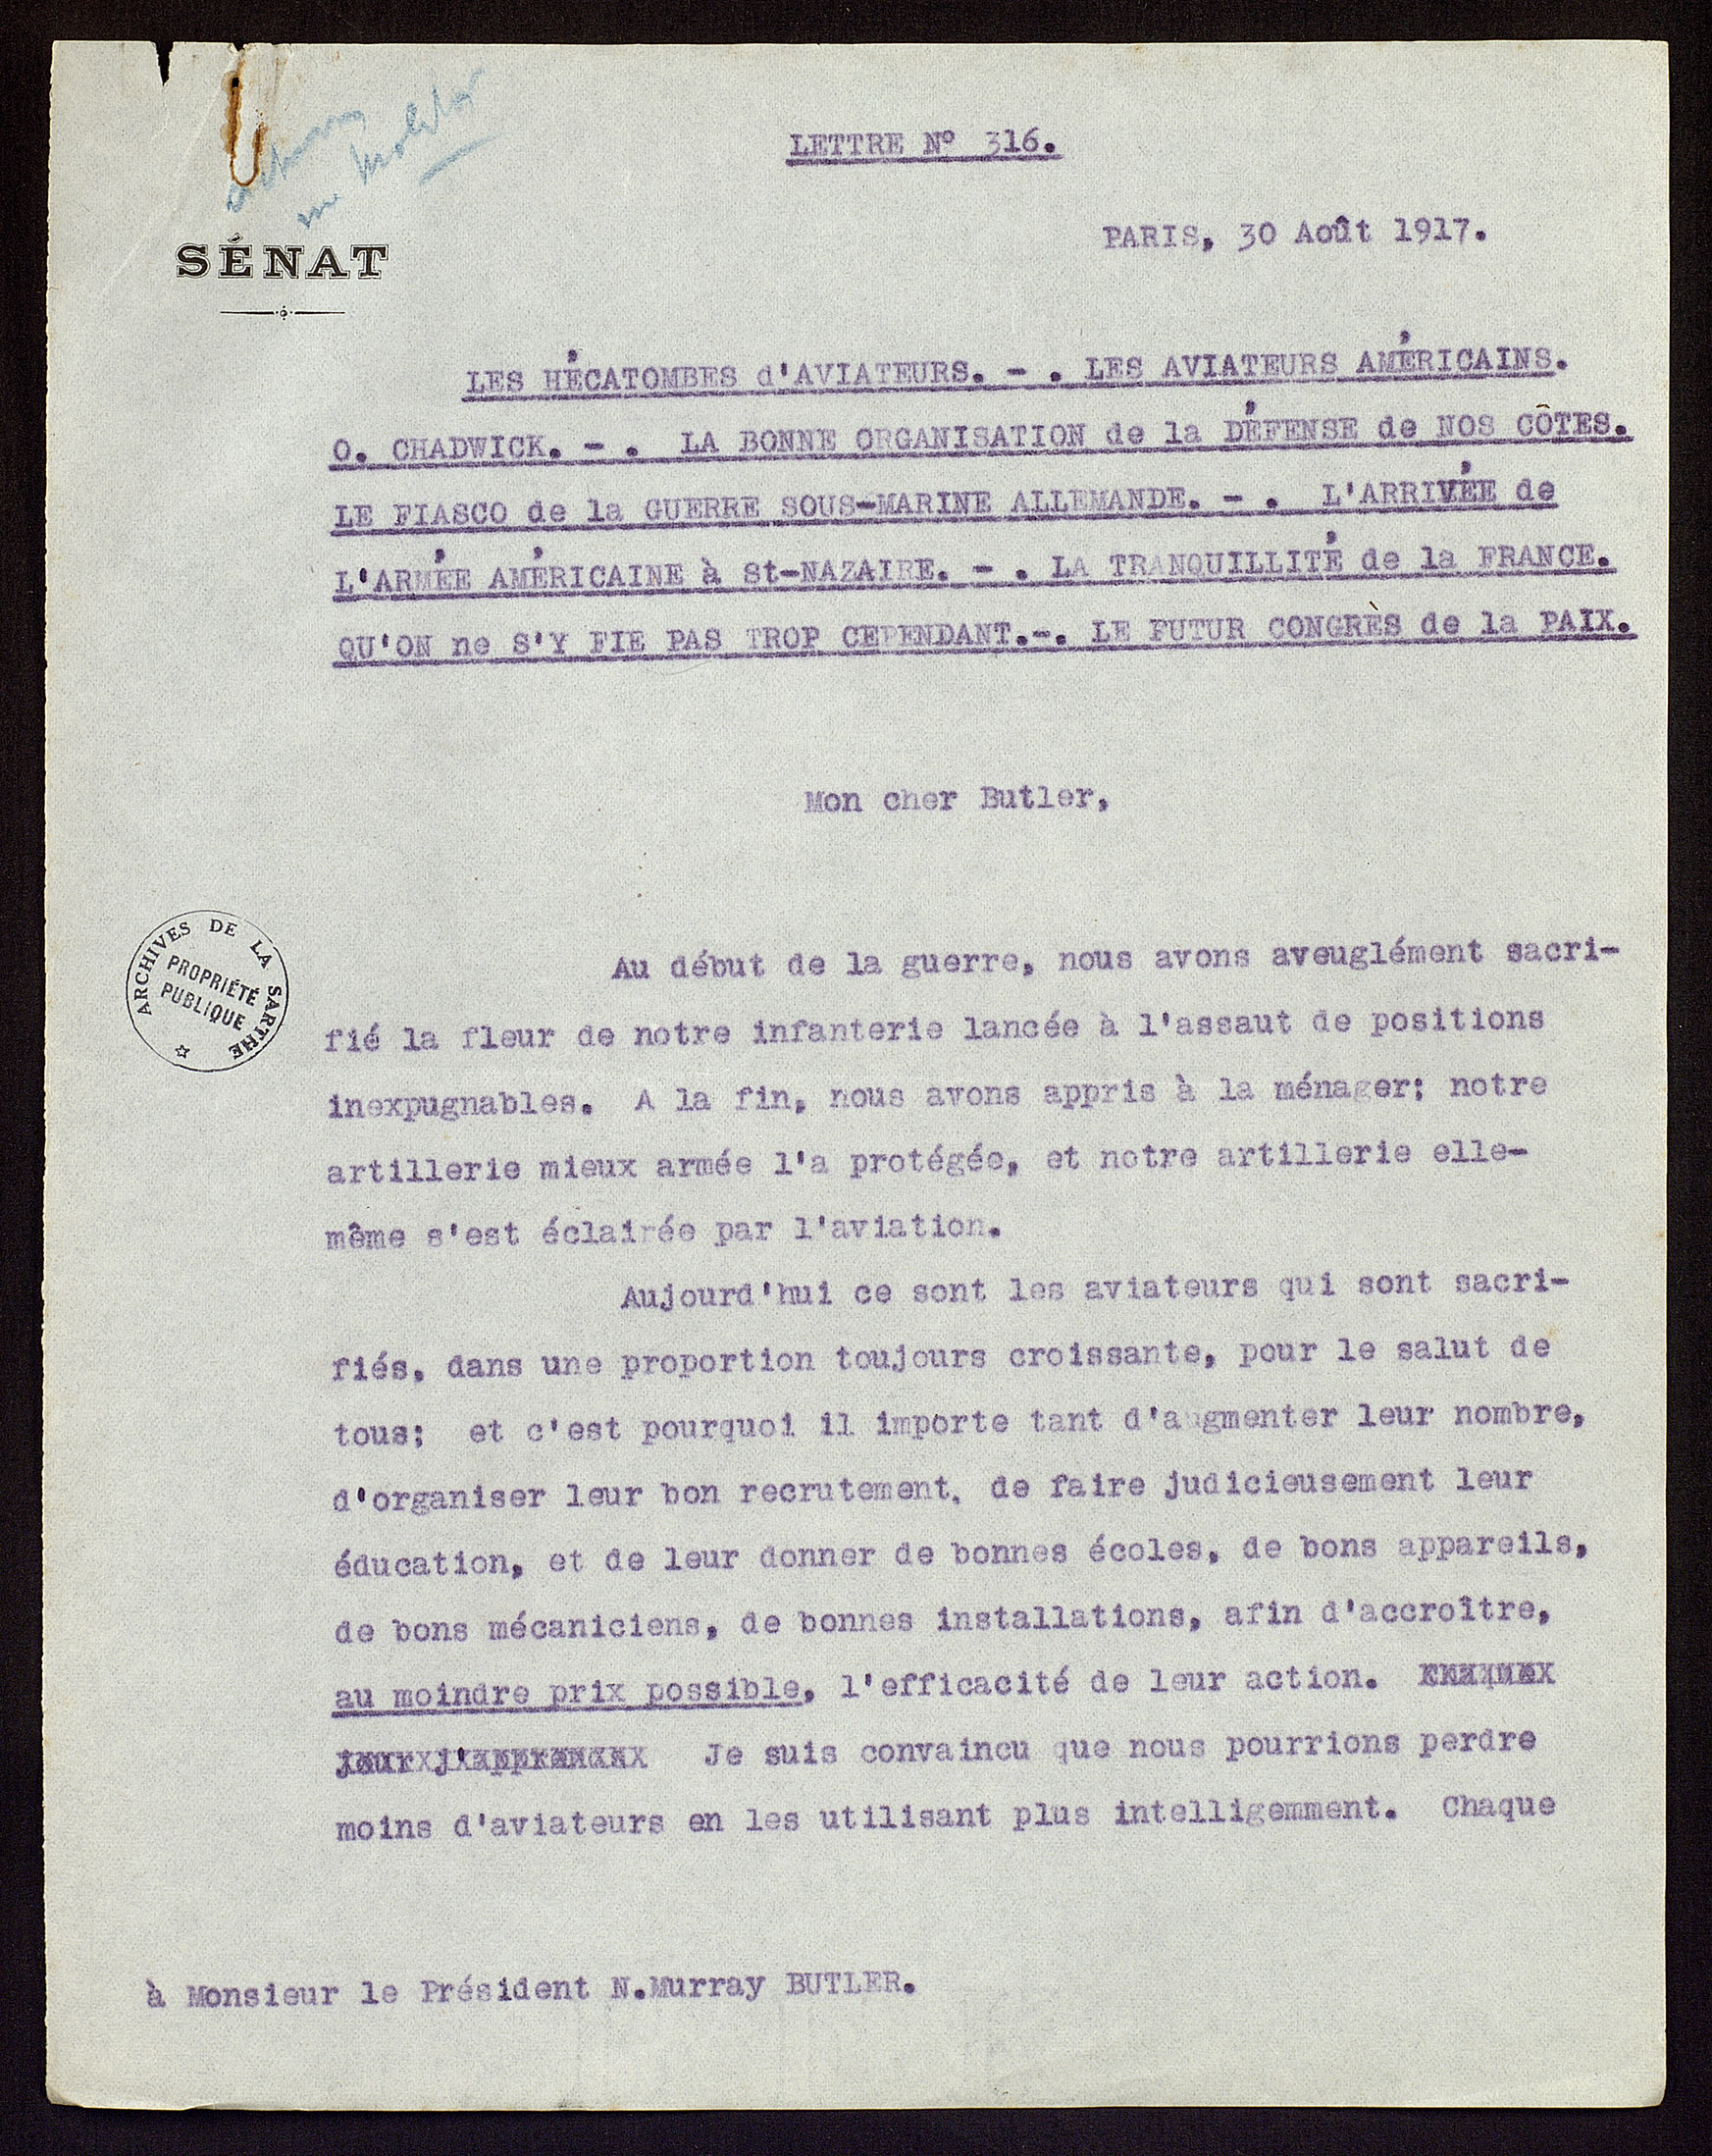 LETTRE Nº 316.
PARIS, 30 Août 1917.
SÉNAT
LES HÉCATOMBES d'AVIATEURS. - . LES AVIATEURS AMÉRICAINS.
O. CHADWICK. - . LA BONNE ORGANISATION de la DÉFENSE de NOS CÔTES.
LE FIASCO de la GUERRE SOUS-MARINE ALLEMANDE. - . L'ARRIVÉE de
L'ARMÉE AMÉRICAINE à St-NAZAIRE. - . LA TRANQUILLITÉ de la FRANCE.
QU'ON ne S'Y FIE PAS TROP CEPENDANT.-. LE FUTUR CONGRÈS de la PAIX.
Mon cher Butler,
ARCHIVES DE LA SARTHE
PROPRIÉTÉ
PUBLIQUE
Au début de la guerre, nous avons aveuglément sacri-
fié la fleur de notre infanterie lancée à l'assaut de positions
inexpugnables. A la fin, nous avons appris à la ménager; notre
artillerie mieux armée l'a protégée, et notre artillerie elle-
même s'est éclairée par l'aviation.
Aujourd'hui ce sont les aviateurs qui sont sacri-
fiés, dans une proportion toujours croissante, pour le salut de
tous; et c'est pourquoi il importe tant d'augmenter leur nombre,
d'organiser leur bon recrutement, de faire judicieusement leur
éducation, et de leur donner de bonnes écoles, de bons appareils,
de bons mécaniciens, de bonnes installations, afin d'accroître,
au moindre prix possible, l'efficacité de leur action.
Je suis convaincu que nous pourrions perdre
moins d'aviateurs en les utilisant plus intelligemment. Chaque
à Monsieur le Président N.Murray BUTLER.